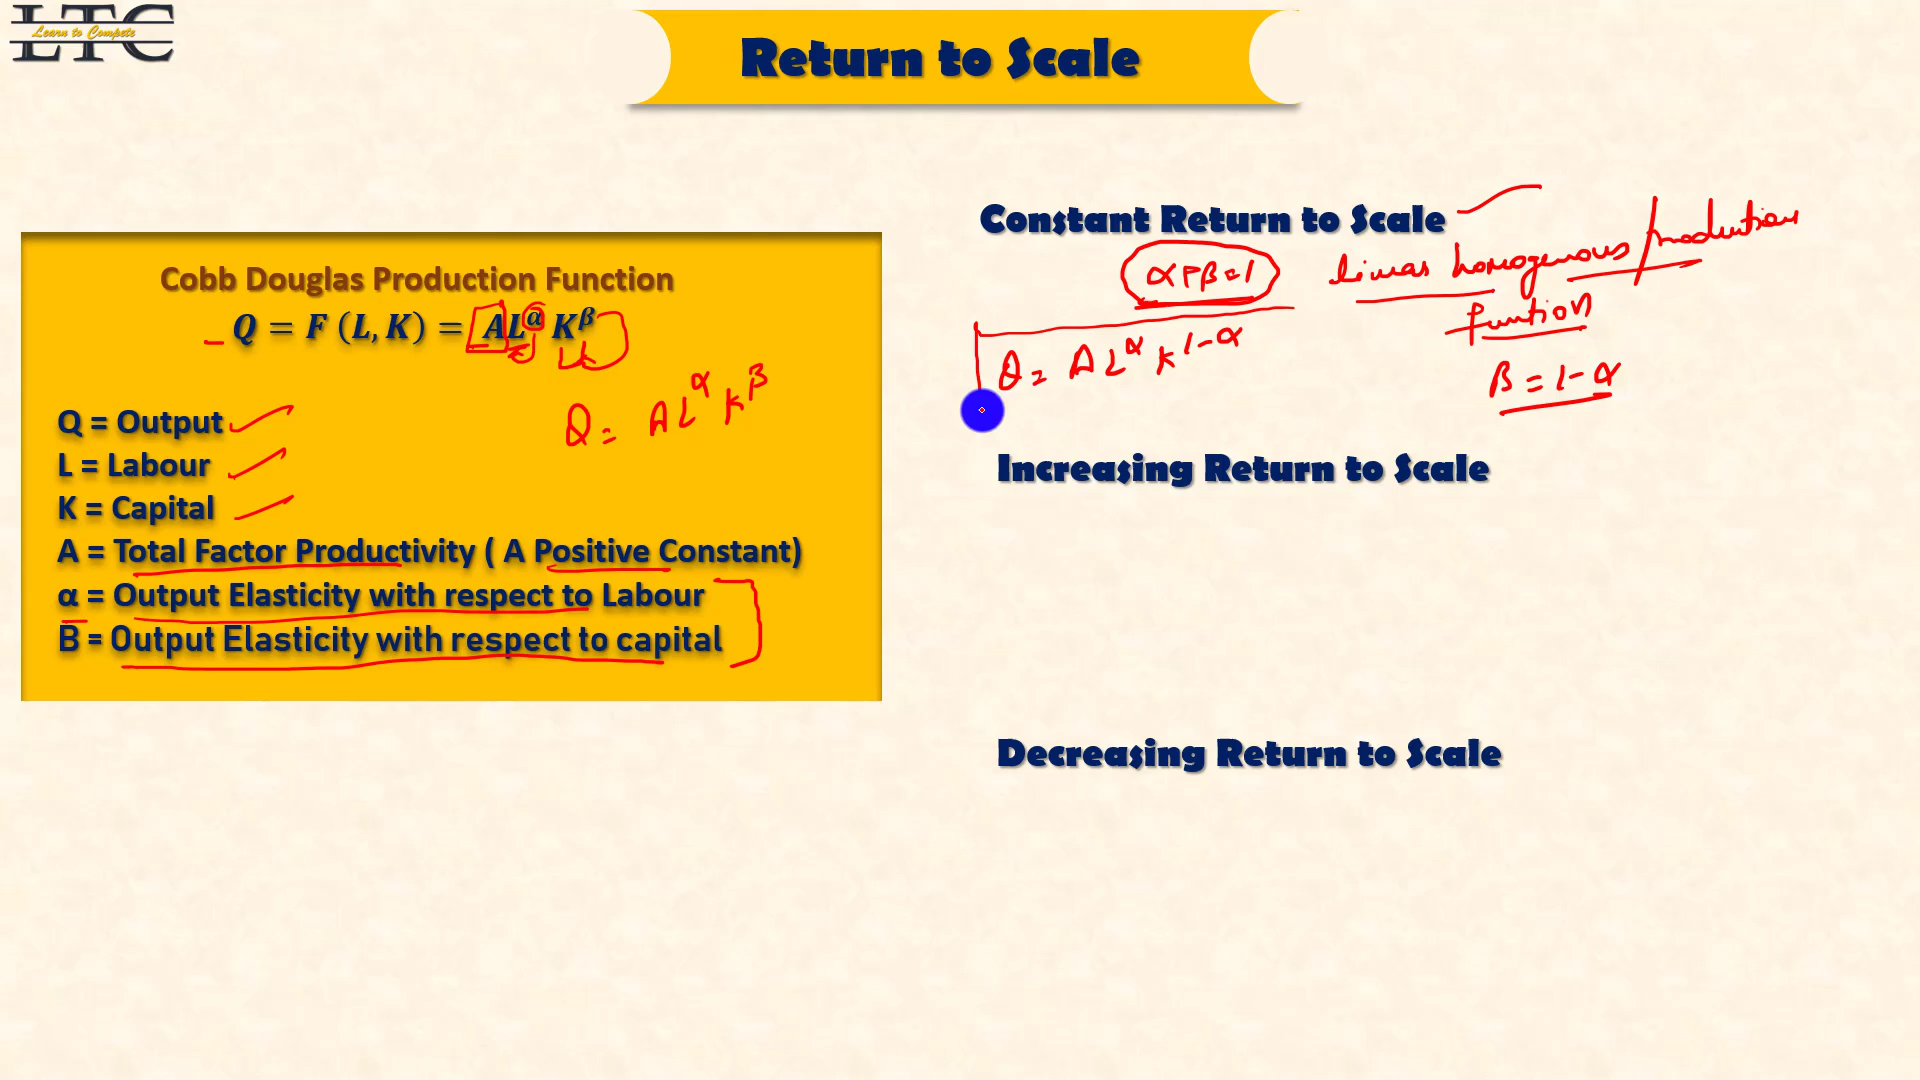 LTC
Learn to Compete
Return to Scale
Cobb Douglas Production Function
Q = F (L, K) = AL^α K^β
Q = AL^α K^β
Q = Output
L = Labour
K = Capital
A = Total Factor Productivity ( A Positive Constant)
α = Output Elasticity with respect to Labour
B = Output Elasticity with respect to capital
Constant Return to Scale
α+β=1
linear homogenous production
function
Q = AL^α K^1-α
β = 1-α
Increasing Return to Scale
Decreasing Return to Scale